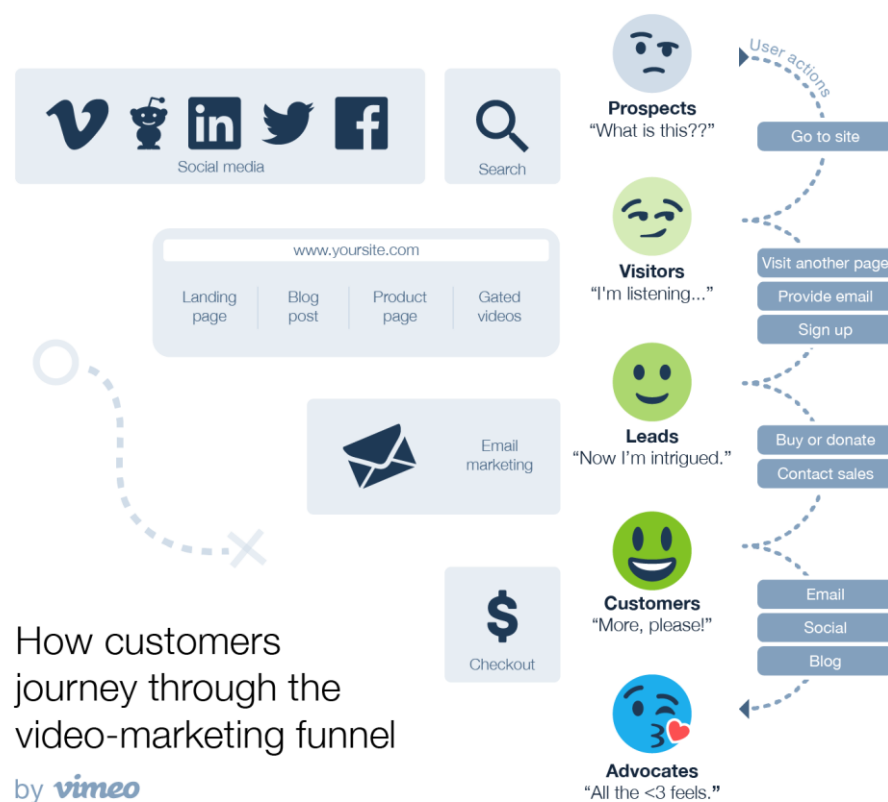 Social media
Search
www.yoursite.com
Landing
page
Blog
post
Product
page
Gated
videos
Email
marketing
Checkout
Prospects
“What is this??”
Visitors
“I'm listening...”
Leads
“Now I’m intrigued.”
Customers
“More, please!”
Advocates
“All the <3 feels.”
User actions
Go to site
Visit another page
Provide email
Sign up
Buy or donate
Contact sales
Email
Social
Blog
How customers
journey through the
video-marketing funnel
by vimeo